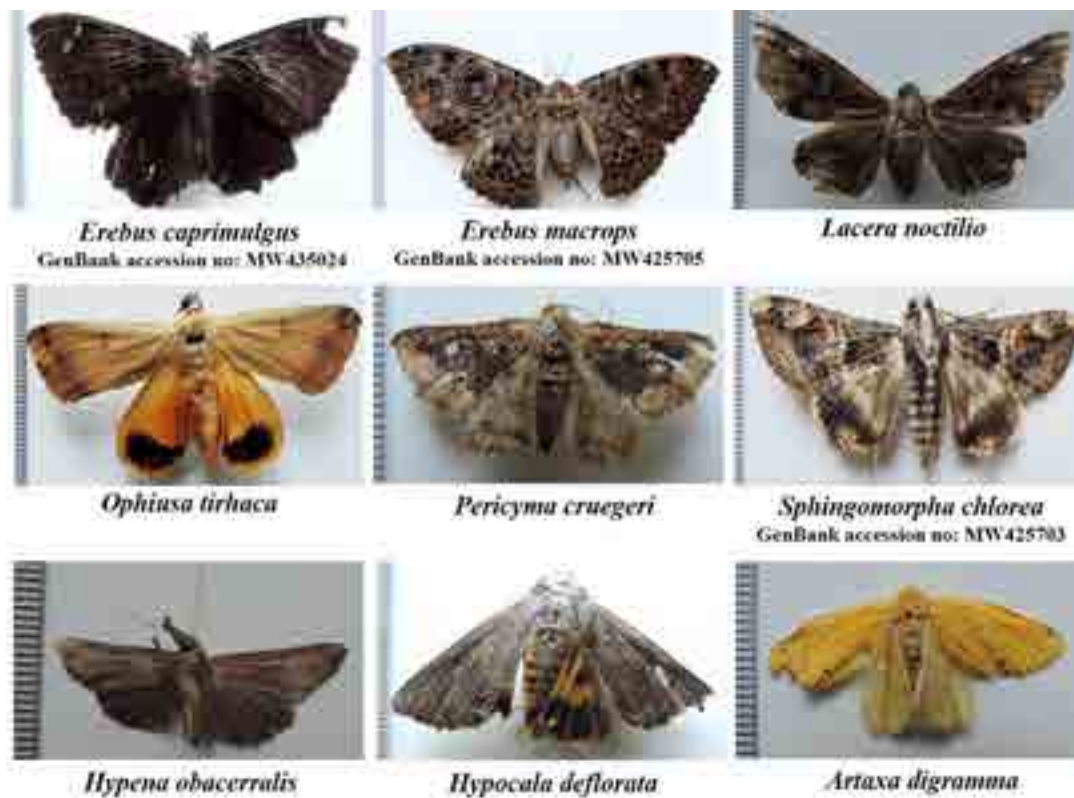 Erebus caprimulgus
GenBank accession no: MW435024
Erebus macrops
GenBank accession no: MW425705
Lacera noctilio
Ophiusa tirhaca
Pericyma cruegeri
Sphingomorpha chlorea
GenBank accession no: MW425703
Hypena obacerralis
Hypocala deflorata
Artaxa digramma